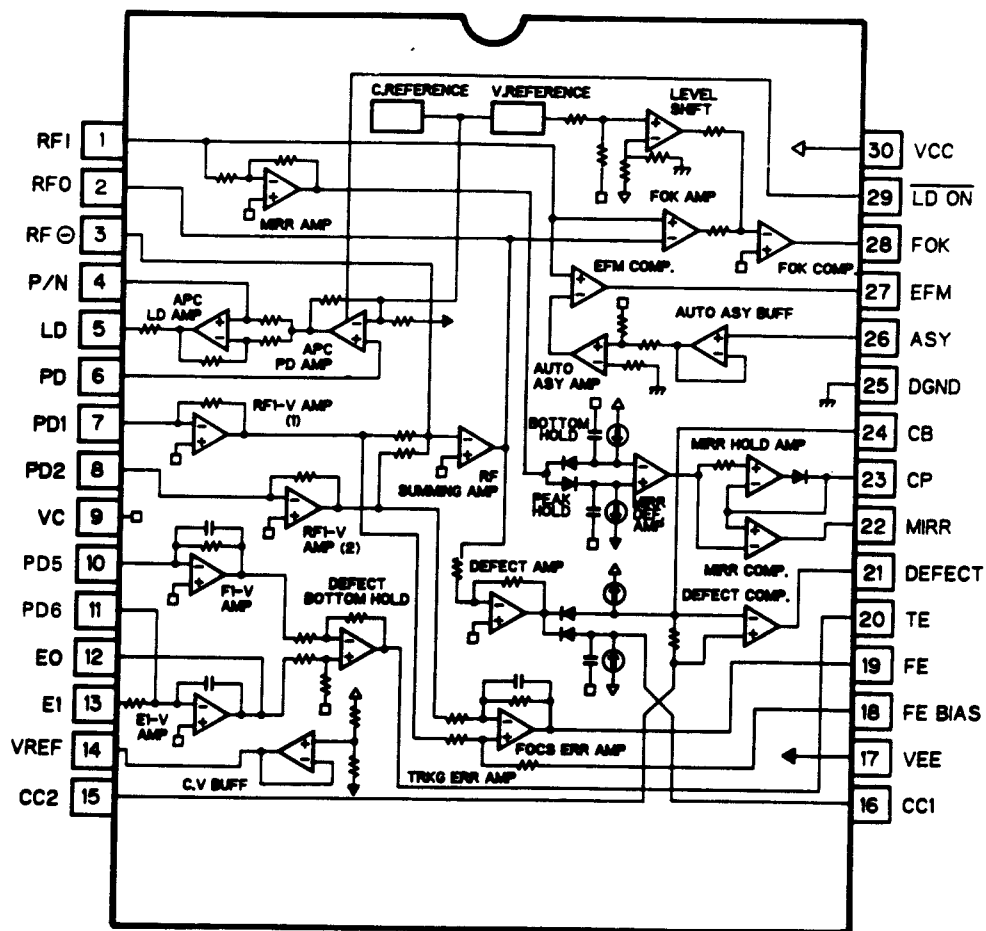 C.REFERENCE
V.REFERENCE
LEVEL
SHIFT
RFI 1
RFO 2
RF ⊖ 3
P/N 4
LD 5
PD 6
PD1 7
PD2 8
VC 9
PD5 10
PD6 11
EO 12
E1 13
VREF 14
CC2 15
30 VCC
29 LD ON
28 FOK
27 EFM
26 ASY
25 DGND
24 CB
23 CP
22 MIRR
21 DEFECT
20 TE
19 FE
18 FE BIAS
17 VEE
16 CC1
MIRR AMP
FOK AMP
EFM COMP.
FOK COMP.
APC
LD AMP
APC
PD AMP
AUTO ASY BUFF
AUTO
ASY AMP
RF1-V AMP
(1)
BOTTOM
HOLD
MIRR HOLD AMP
RF
SUMMING AMP
PEAK
HOLD
MIRR
DEF.
AMP
RF1-V
AMP (2)
MIRR COMP.
F1-V
AMP
DEFECT
BOTTOM HOLD
DEFECT AMP
DEFECT COMP.
E1-V
AMP
FOCS ERR AMP
C.V BUFF
TRKG ERR AMP